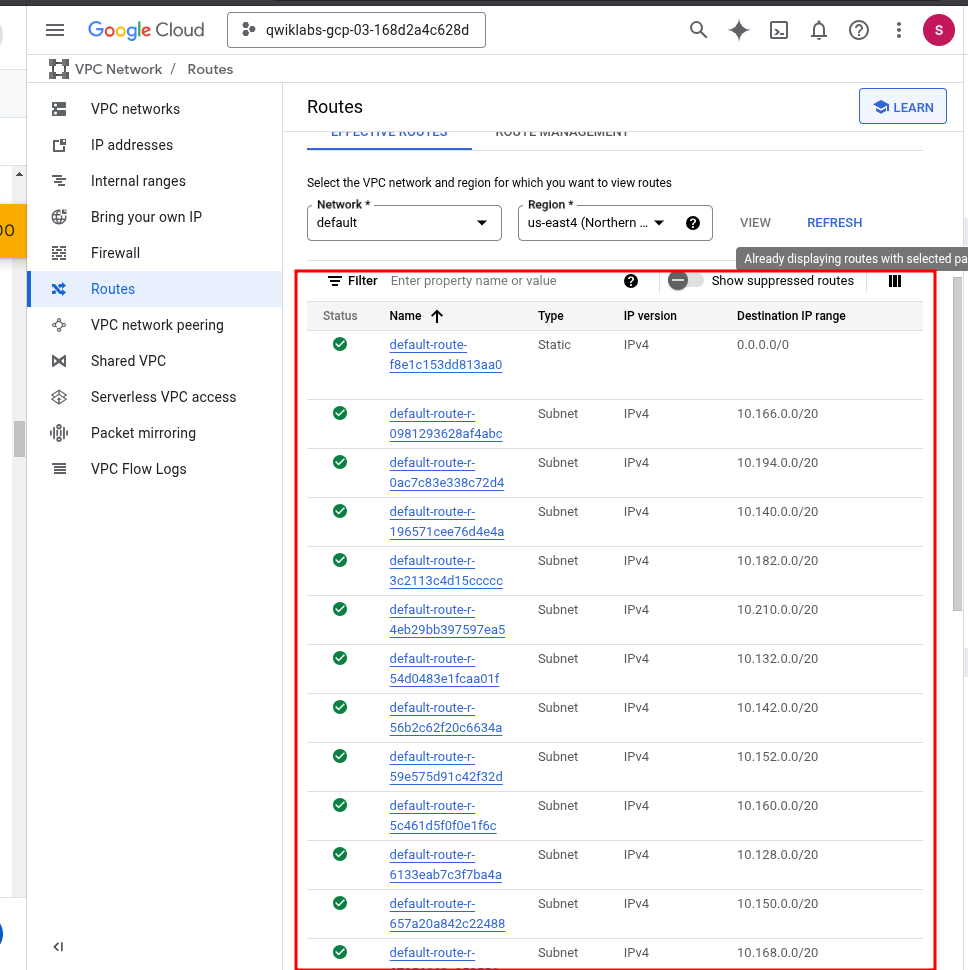 Google Cloud
qwiklabs-gcp-03-168d2a4c628d
S
VPC Network / Routes
VPC networks
IP addresses
Internal ranges
Bring your own IP
Firewall
Routes
VPC network peering
Shared VPC
Serverless VPC access
Packet mirroring
VPC Flow Logs
Routes
LEARN
EFFECTIVE ROUTES ROUTE MANAGEMENT
Select the VPC network and region for which you want to view routes
Network * Region *
default us-east4 (Northern ... VIEW REFRESH
Already displaying routes with selected pa
Filter Enter property name or value Show suppressed routes
Status Name Type IP version Destination IP range
default-route- Static IPv4 0.0.0.0/0
f8e1c153dd813aa0
default-route-r- Subnet IPv4 10.166.0.0/20
0981293628af4abc
default-route-r- Subnet IPv4 10.194.0.0/20
0ac7c83e338c72d4
default-route-r- Subnet IPv4 10.140.0.0/20
196571cee76d4e4a
default-route-r- Subnet IPv4 10.182.0.0/20
3c2113c4d15ccccc
default-route-r- Subnet IPv4 10.210.0.0/20
4eb29bb397597ea5
default-route-r- Subnet IPv4 10.132.0.0/20
54d0483e1fcaa01f
default-route-r- Subnet IPv4 10.142.0.0/20
56b2c62f20c6634a
default-route-r- Subnet IPv4 10.152.0.0/20
59e575d91c42f32d
default-route-r- Subnet IPv4 10.160.0.0/20
5c461d5f0f0e1f6c
default-route-r- Subnet IPv4 10.128.0.0/20
6133eab7c3f7ba4a
default-route-r- Subnet IPv4 10.150.0.0/20
657a20a842c22488
default-route-r- Subnet IPv4 10.168.0.0/20